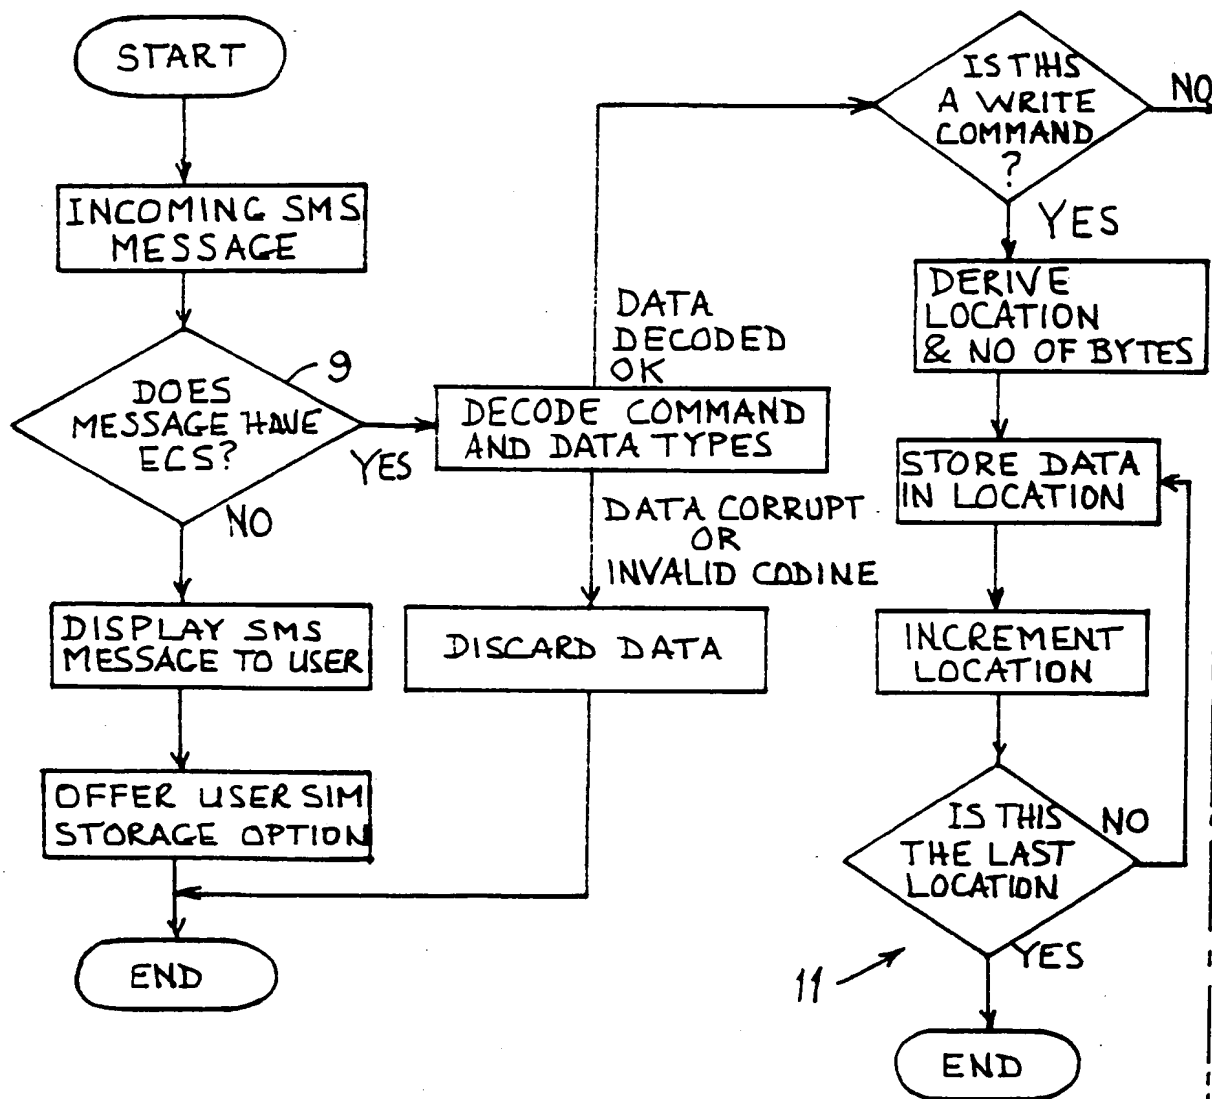 START
INCOMING SMS
MESSAGE
9
DOES
MESSAGE HAVE
ECS?
YES
NO
DISPLAY SMS
MESSAGE TO USER
OFFER USER SIM
STORAGE OPTION
END
DATA
DECODED
OK
DECODE COMMAND
AND DATA TYPES
DATA CORRUPT
OR
INVALID CODINE
DISCARD DATA
IS THIS
A WRITE
COMMAND
?
NO
YES
DERIVE
LOCATION
& NO OF BYTES
STORE DATA
IN LOCATION
INCREMENT
LOCATION
IS THIS
THE LAST
LOCATION
NO
YES
11
END